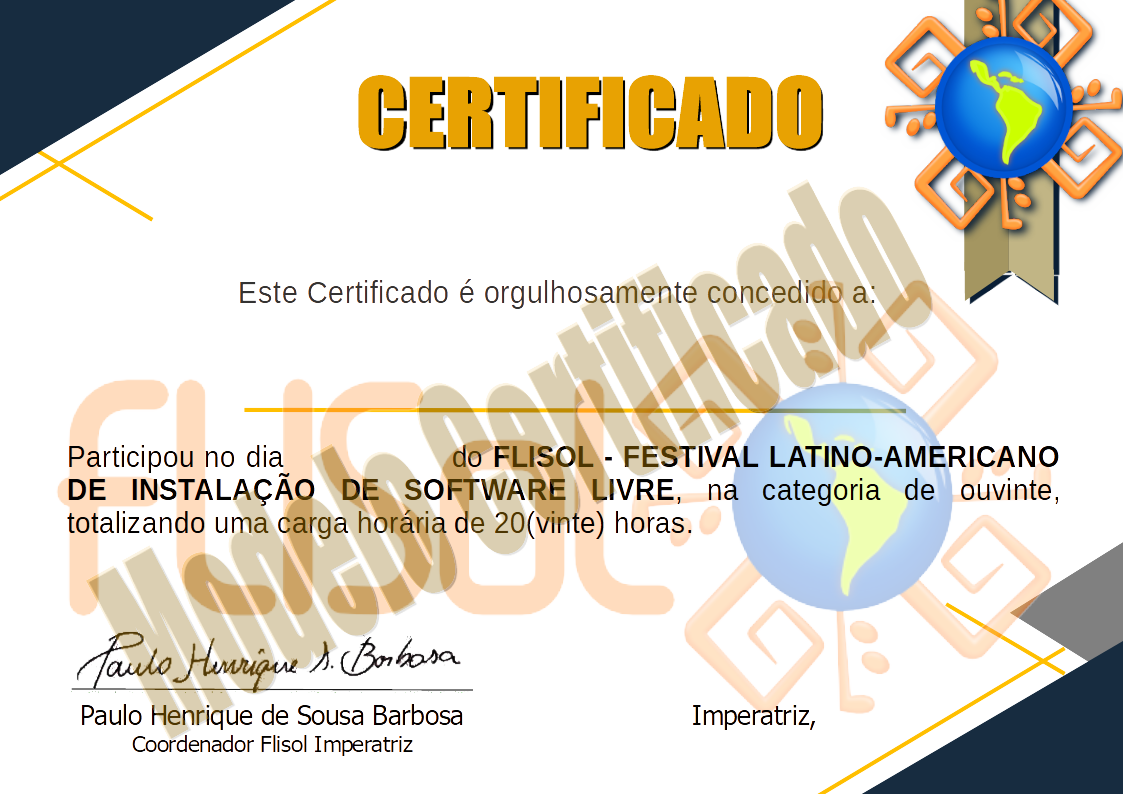 CERTIFICADO
Este Certificado é orgulhosamente concedido a:
Participou no dia do FLISOL - FESTIVAL LATINO-AMERICANO
DE INSTALAÇÃO DE SOFTWARE LIVRE, na categoria de ouvinte,
totalizando uma carga horária de 20(vinte) horas.
Modelo Certificado
FLISOL
Paulo Henrique S. Barbosa
Paulo Henrique de Sousa Barbosa
Coordenador Flisol Imperatriz
Imperatriz,